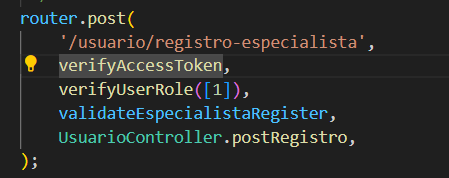 router.post(
'/usuario/registro-especialista',
verifyAccessToken,
verifyUserRole([1]),
validateEspecialistaRegister,
UsuarioController.postRegistro,
);